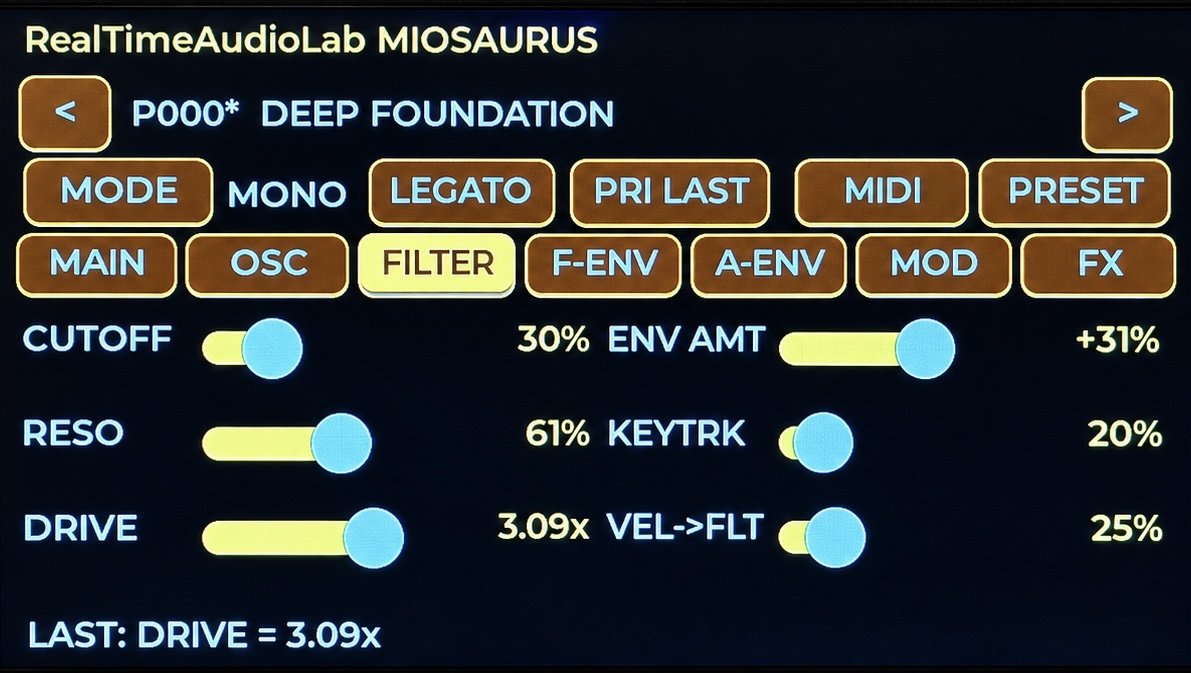 RealTimeAudioLab MIOSAURUS
< P000* DEEP FOUNDATION >
MODE MONO LEGATO PRI LAST MIDI PRESET
MAIN OSC FILTER F-ENV A-ENV MOD FX
CUTOFF 30% ENV AMT +31%
RESO 61% KEYTRK 20%
DRIVE 3.09x VEL->FLT 25%
LAST: DRIVE = 3.09x